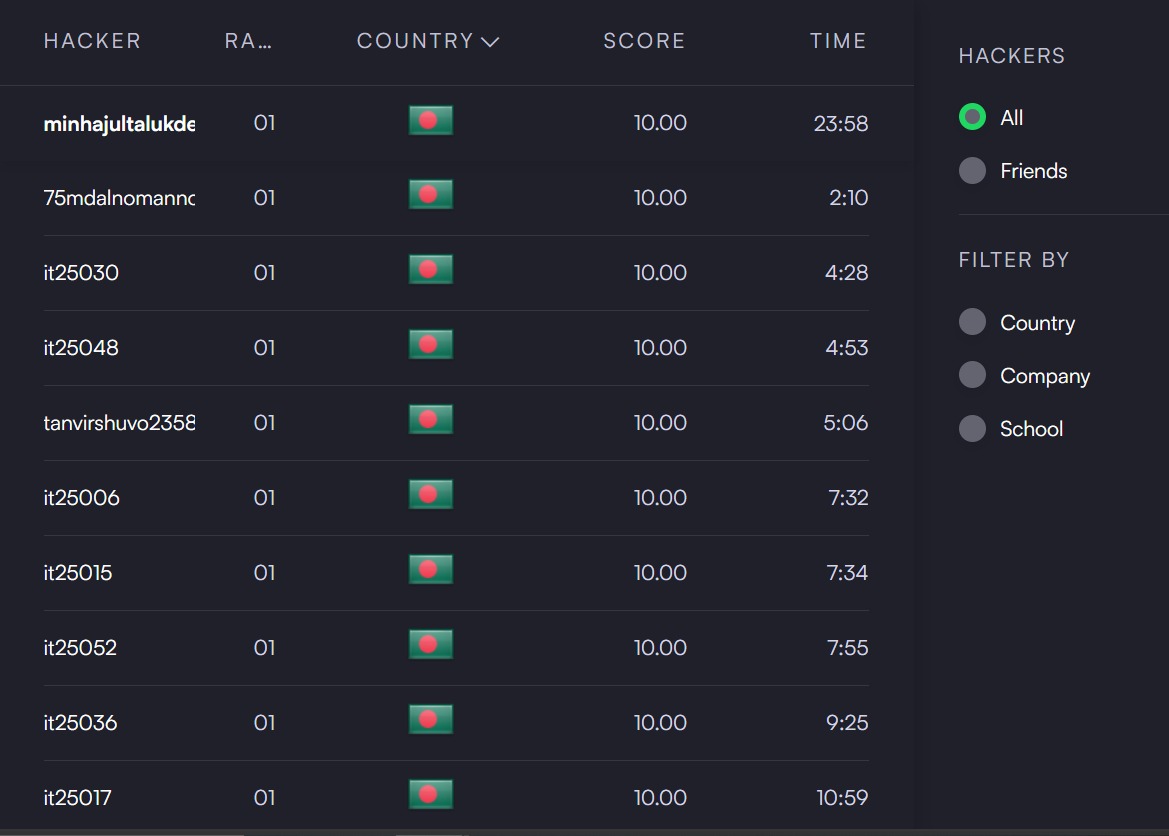 HACKER RA... COUNTRY SCORE TIME
minhajultalukde 01 10.00 23:58
75mdalnomanno 01 10.00 2:10
it25030 01 10.00 4:28
it25048 01 10.00 4:53
tanvirshuvo2358 01 10.00 5:06
it25006 01 10.00 7:32
it25015 01 10.00 7:34
it25052 01 10.00 7:55
it25036 01 10.00 9:25
it25017 01 10.00 10:59
HACKERS
All
Friends
FILTER BY
Country
Company
School